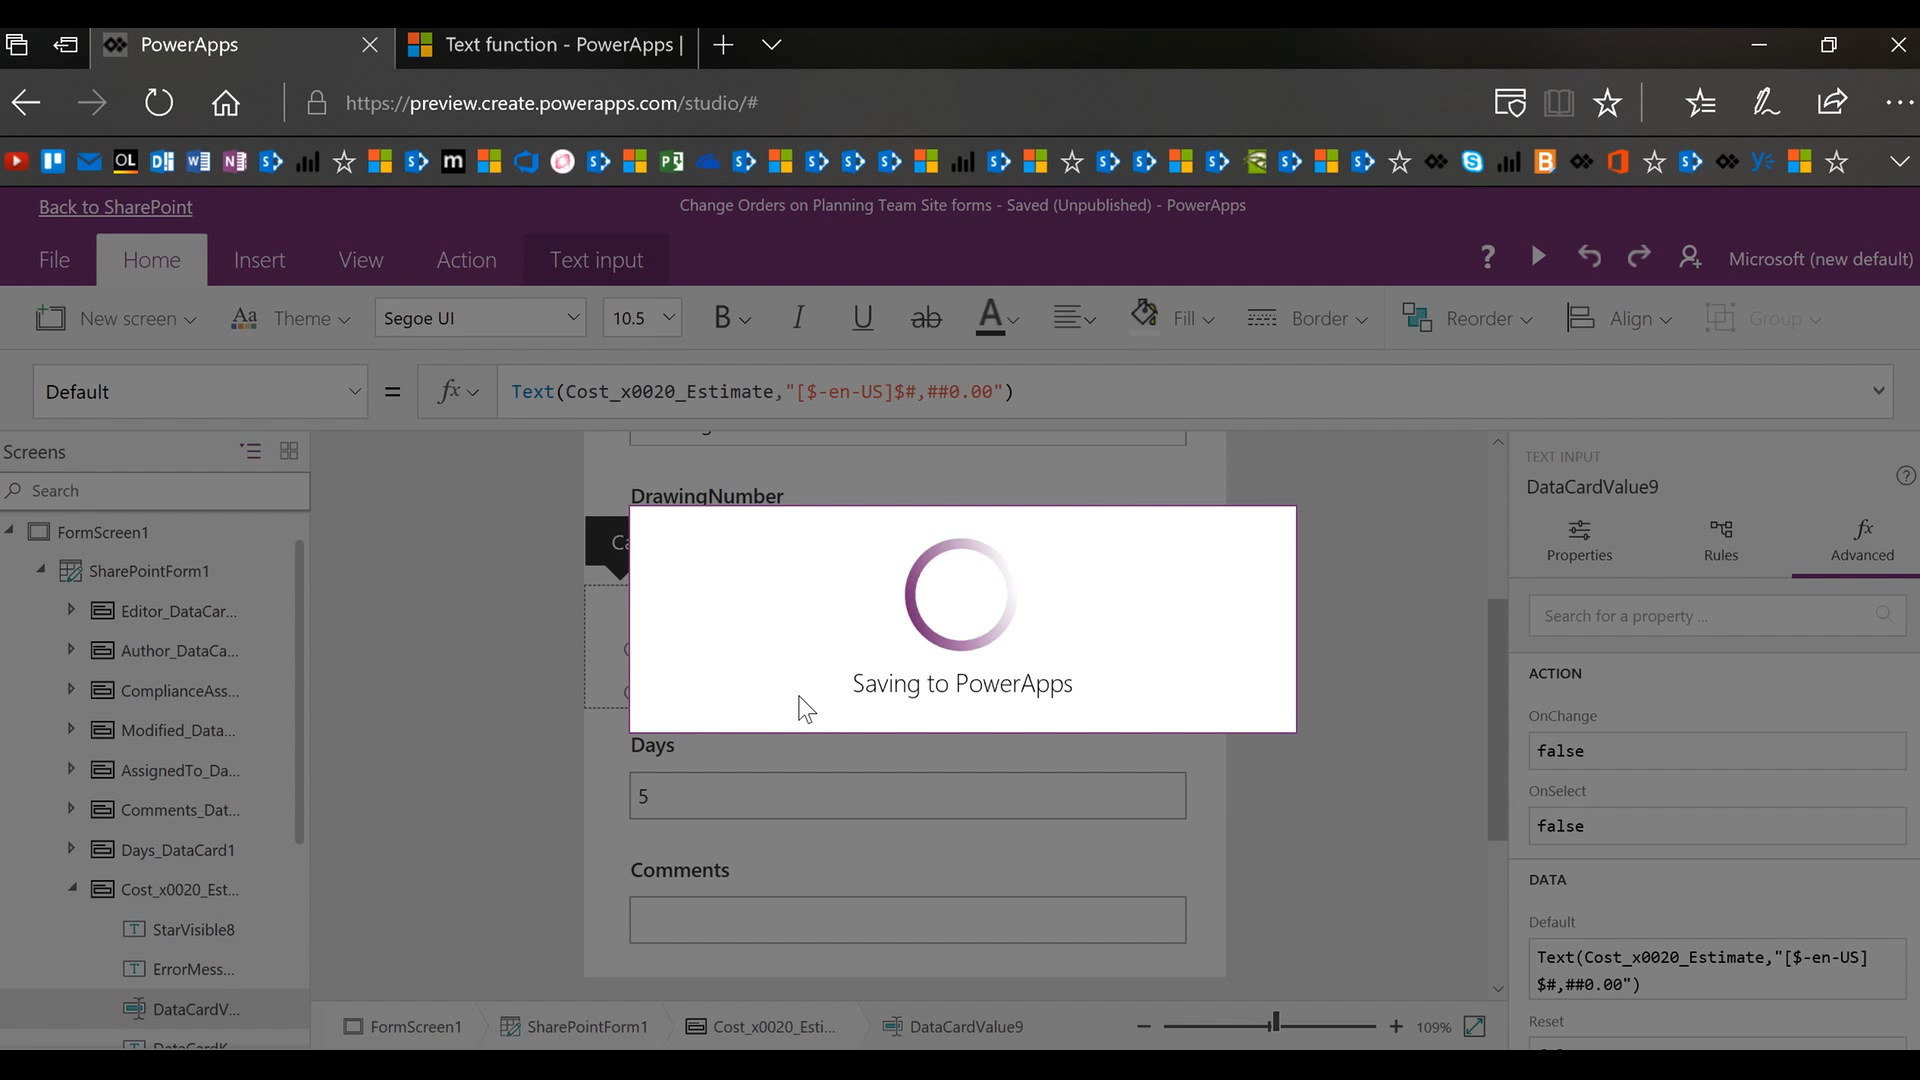 PowerApps
Text function - PowerApps |
https://preview.create.powerapps.com/studio/#
Back to SharePoint
Change Orders on Planning Team Site forms - Saved (Unpublished) - PowerApps
File
Home
Insert
View
Action
Text input
?
Microsoft (new default)
New screen
Aa
Theme
Segoe UI
10.5
B
I
U
ab
A
Fill
Border
Reorder
Align
Group
Default
=
fx
Text(Cost_x0020_Estimate,"[$-en-US]$#,##0.00")
Screens
Search
FormScreen1
SharePointForm1
Editor_DataCar...
Author_DataCa...
ComplianceAss...
Modified_Data...
AssignedTo_Da...
Comments_Dat...
Days_DataCard1
Cost_x0020_Est...
StarVisible8
ErrorMess...
DataCardV...
DrawingNumber
Saving to PowerApps
Days
5
Comments
FormScreen1
SharePointForm1
Cost_x0020_Esti...
DataCardValue9
109%
TEXT INPUT
DataCardValue9
Properties
Rules
Advanced
Search for a property ...
ACTION
OnChange
false
OnSelect
false
DATA
Default
Text(Cost_x0020_Estimate,"[$-en-US]
$#,##0.00")
Reset